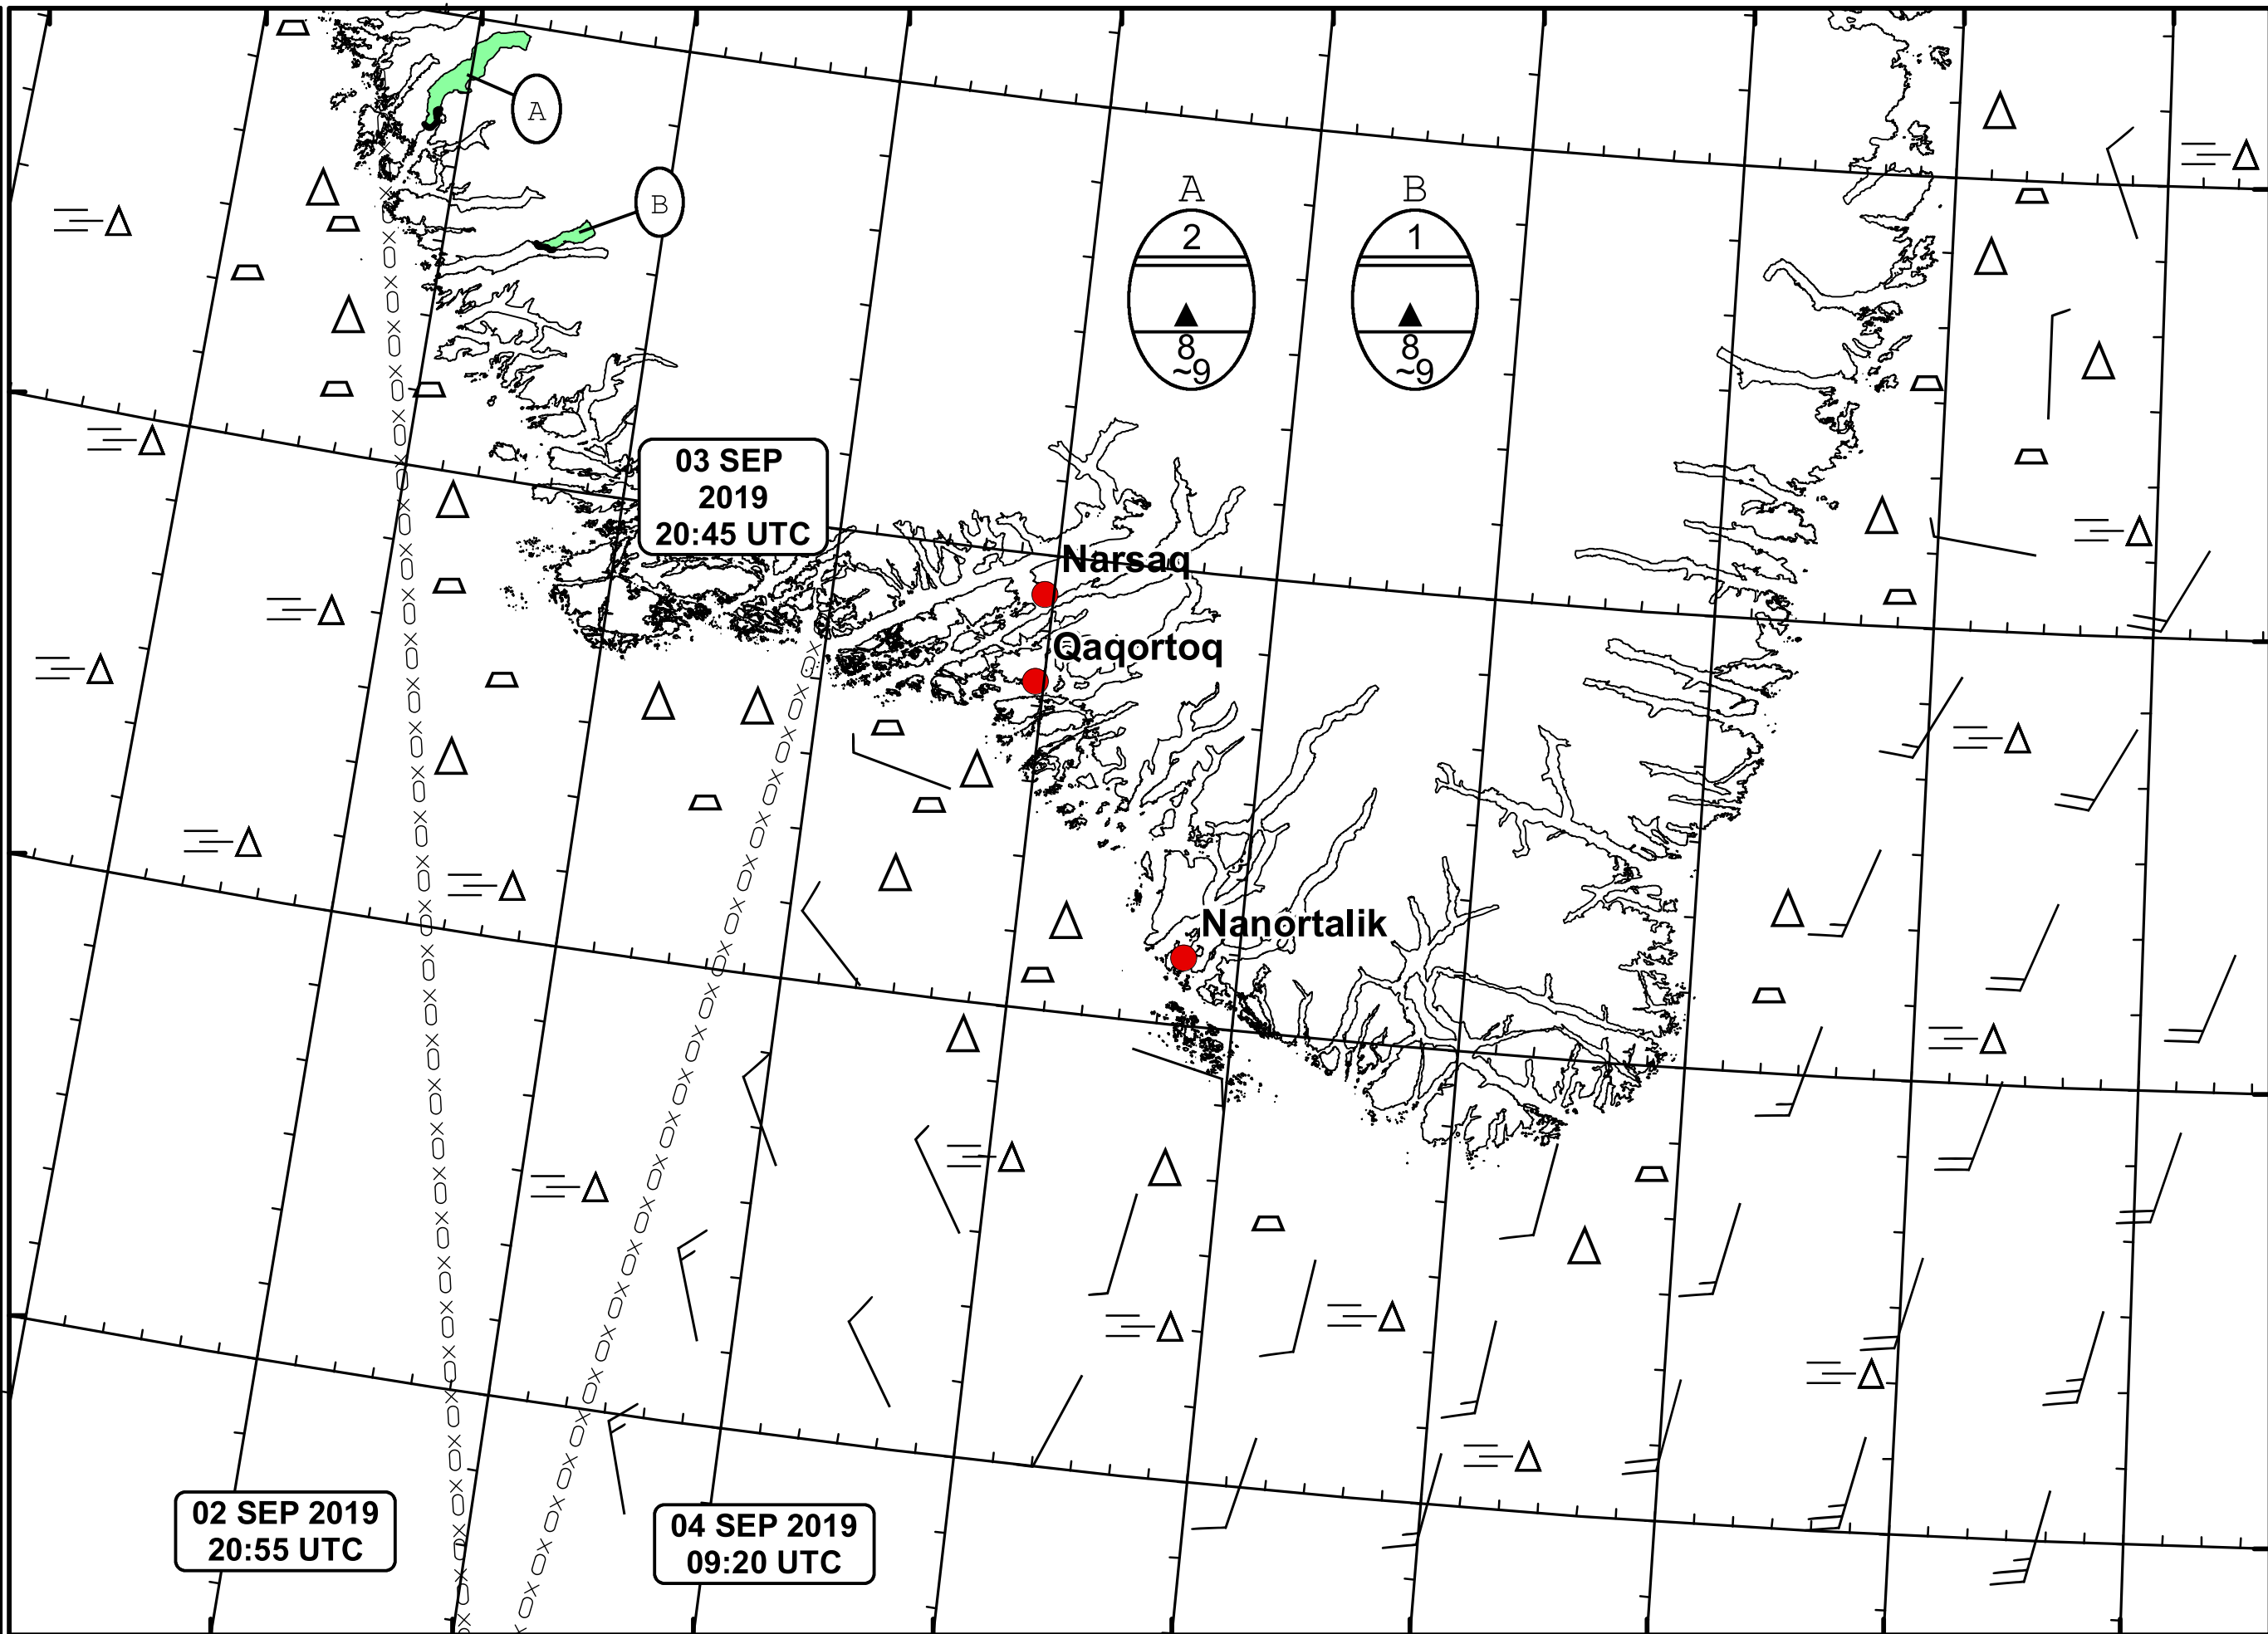 A
B
A
B
2
1
8
~9
8
~9
03 SEP
2019
20:45 UTC
Narsaq
Qaqortoq
Nanortalik
02 SEP 2019
20:55 UTC
04 SEP 2019
09:20 UTC